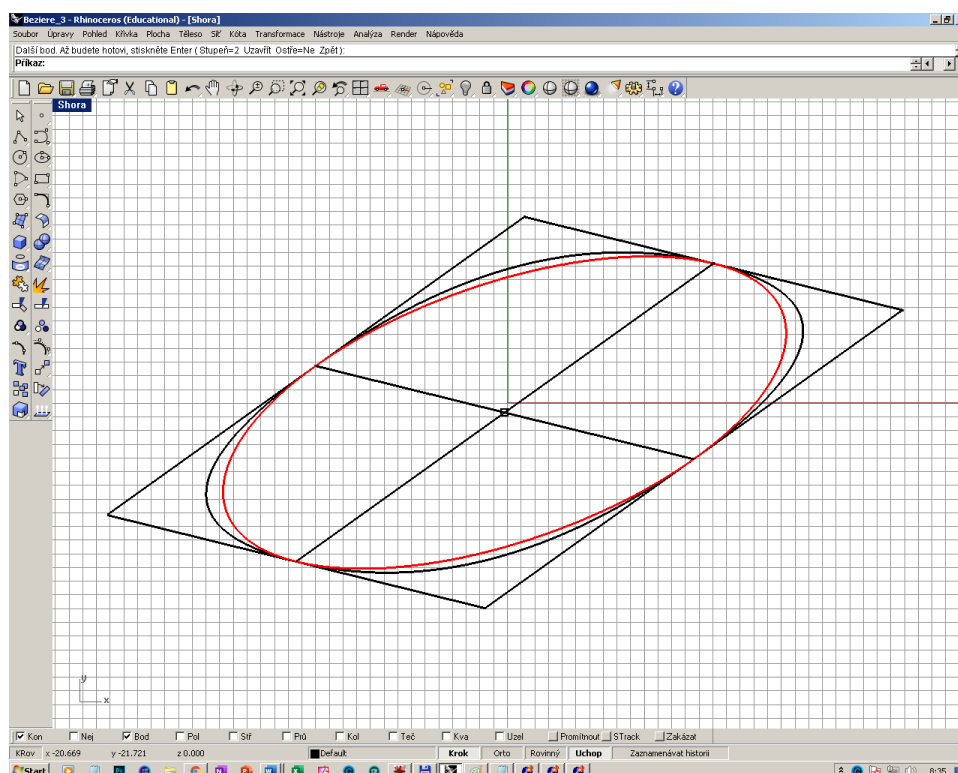 Beziere_3 - Rhinoceros (Educational) - [Shora]
Soubor Úpravy Pohled Křivka Plocha Těleso Síť Kóta Transformace Nástroje Analýza Render Nápověda
Další bod. Až budete hotovi, stiskněte Enter ( Stupeň=2 Uzavřít Ostře=Ne Zpět):
Příkaz:
Shora
y
x
Kon Nej Bod Pol Stř Prů Kol Teč Kva Uzel Promítnout STrack Zakázat
KRov x -20.669 y -21.721 z 0.000 Default Krok Orto Rovinný Uchop Zaznamenávat historii
Start 8:35